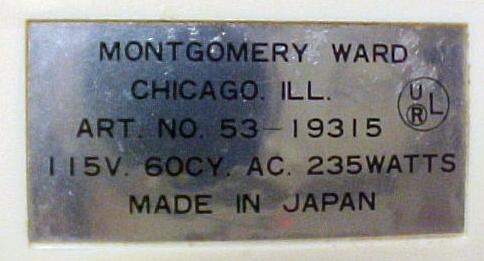 MONTGOMERY WARD
CHICAGO. ILL.
UL
R
ART. NO. 53-19315
115V. 60CY. AC. 235WATTS
MADE IN JAPAN